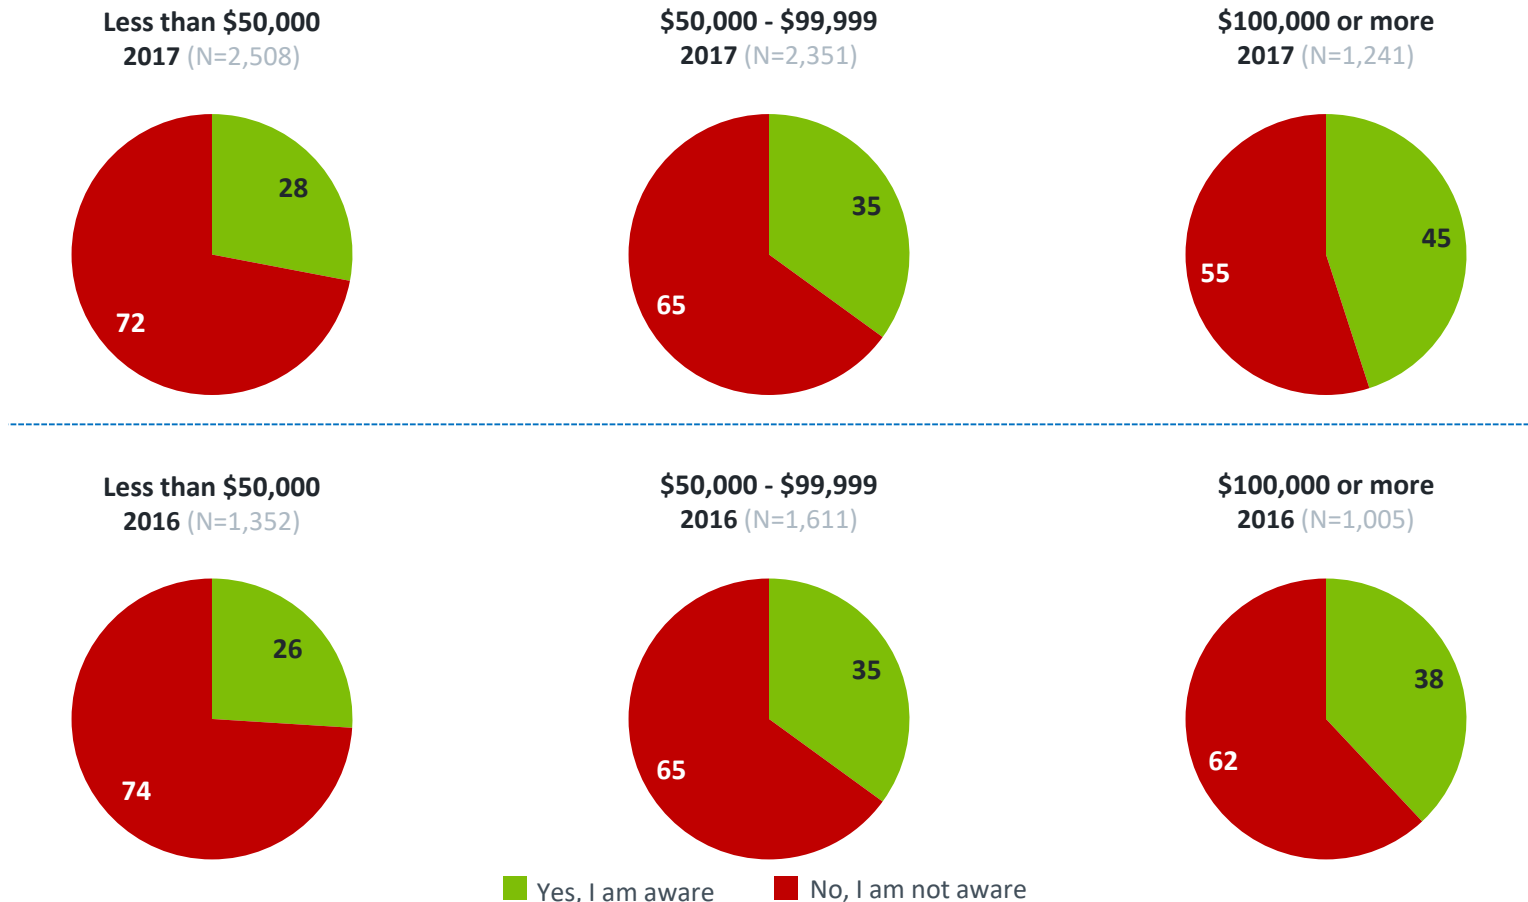 Less than $50,000
2017 (N=2,508)
$50,000 - $99,999
2017 (N=2,351)
$100,000 or more
2017 (N=1,241)
28
72
35
65
45
55
Less than $50,000
2016 (N=1,352)
$50,000 - $99,999
2016 (N=1,611)
$100,000 or more
2016 (N=1,005)
26
74
35
65
38
62
Yes, I am aware
No, I am not aware